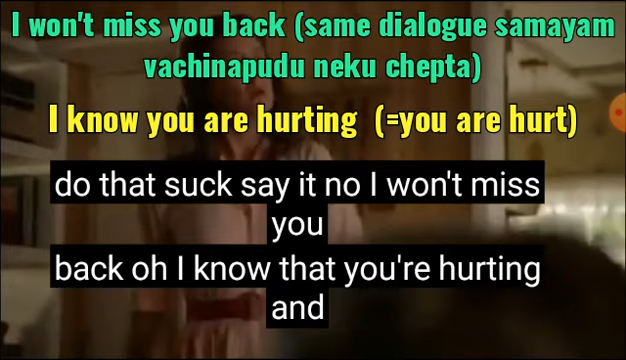 I won't miss you back (same dialogue samayam
vachinapudu neku chepta)
I know you are hurting (=you are hurt)
do that suck say it no I won't miss
you
back oh I know that you're hurting
and